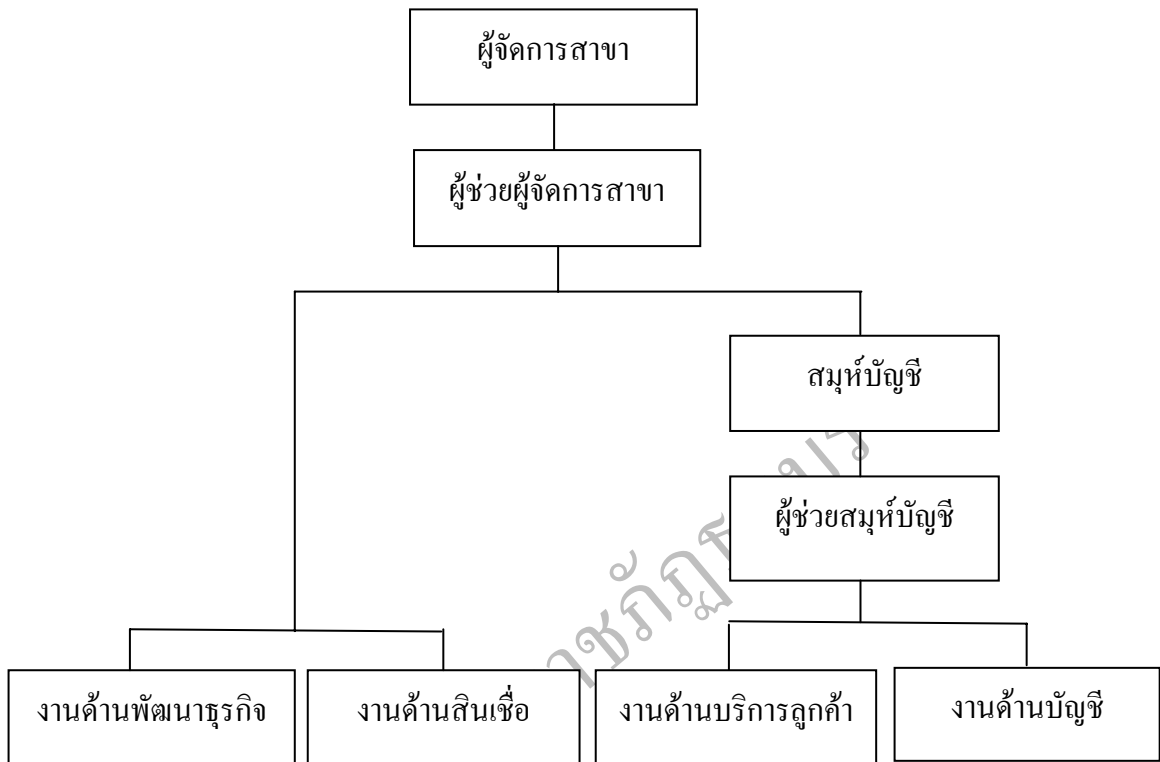 ผู้จัดการสาขา
ผู้ช่วยผู้จัดการสาขา
สมุห์บัญชี
ผู้ช่วยสมุห์บัญชี
งานด้านพัฒนาธุรกิจ
งานด้านสินเชื่อ
งานด้านบริการลูกค้า
งานด้านบัญชี